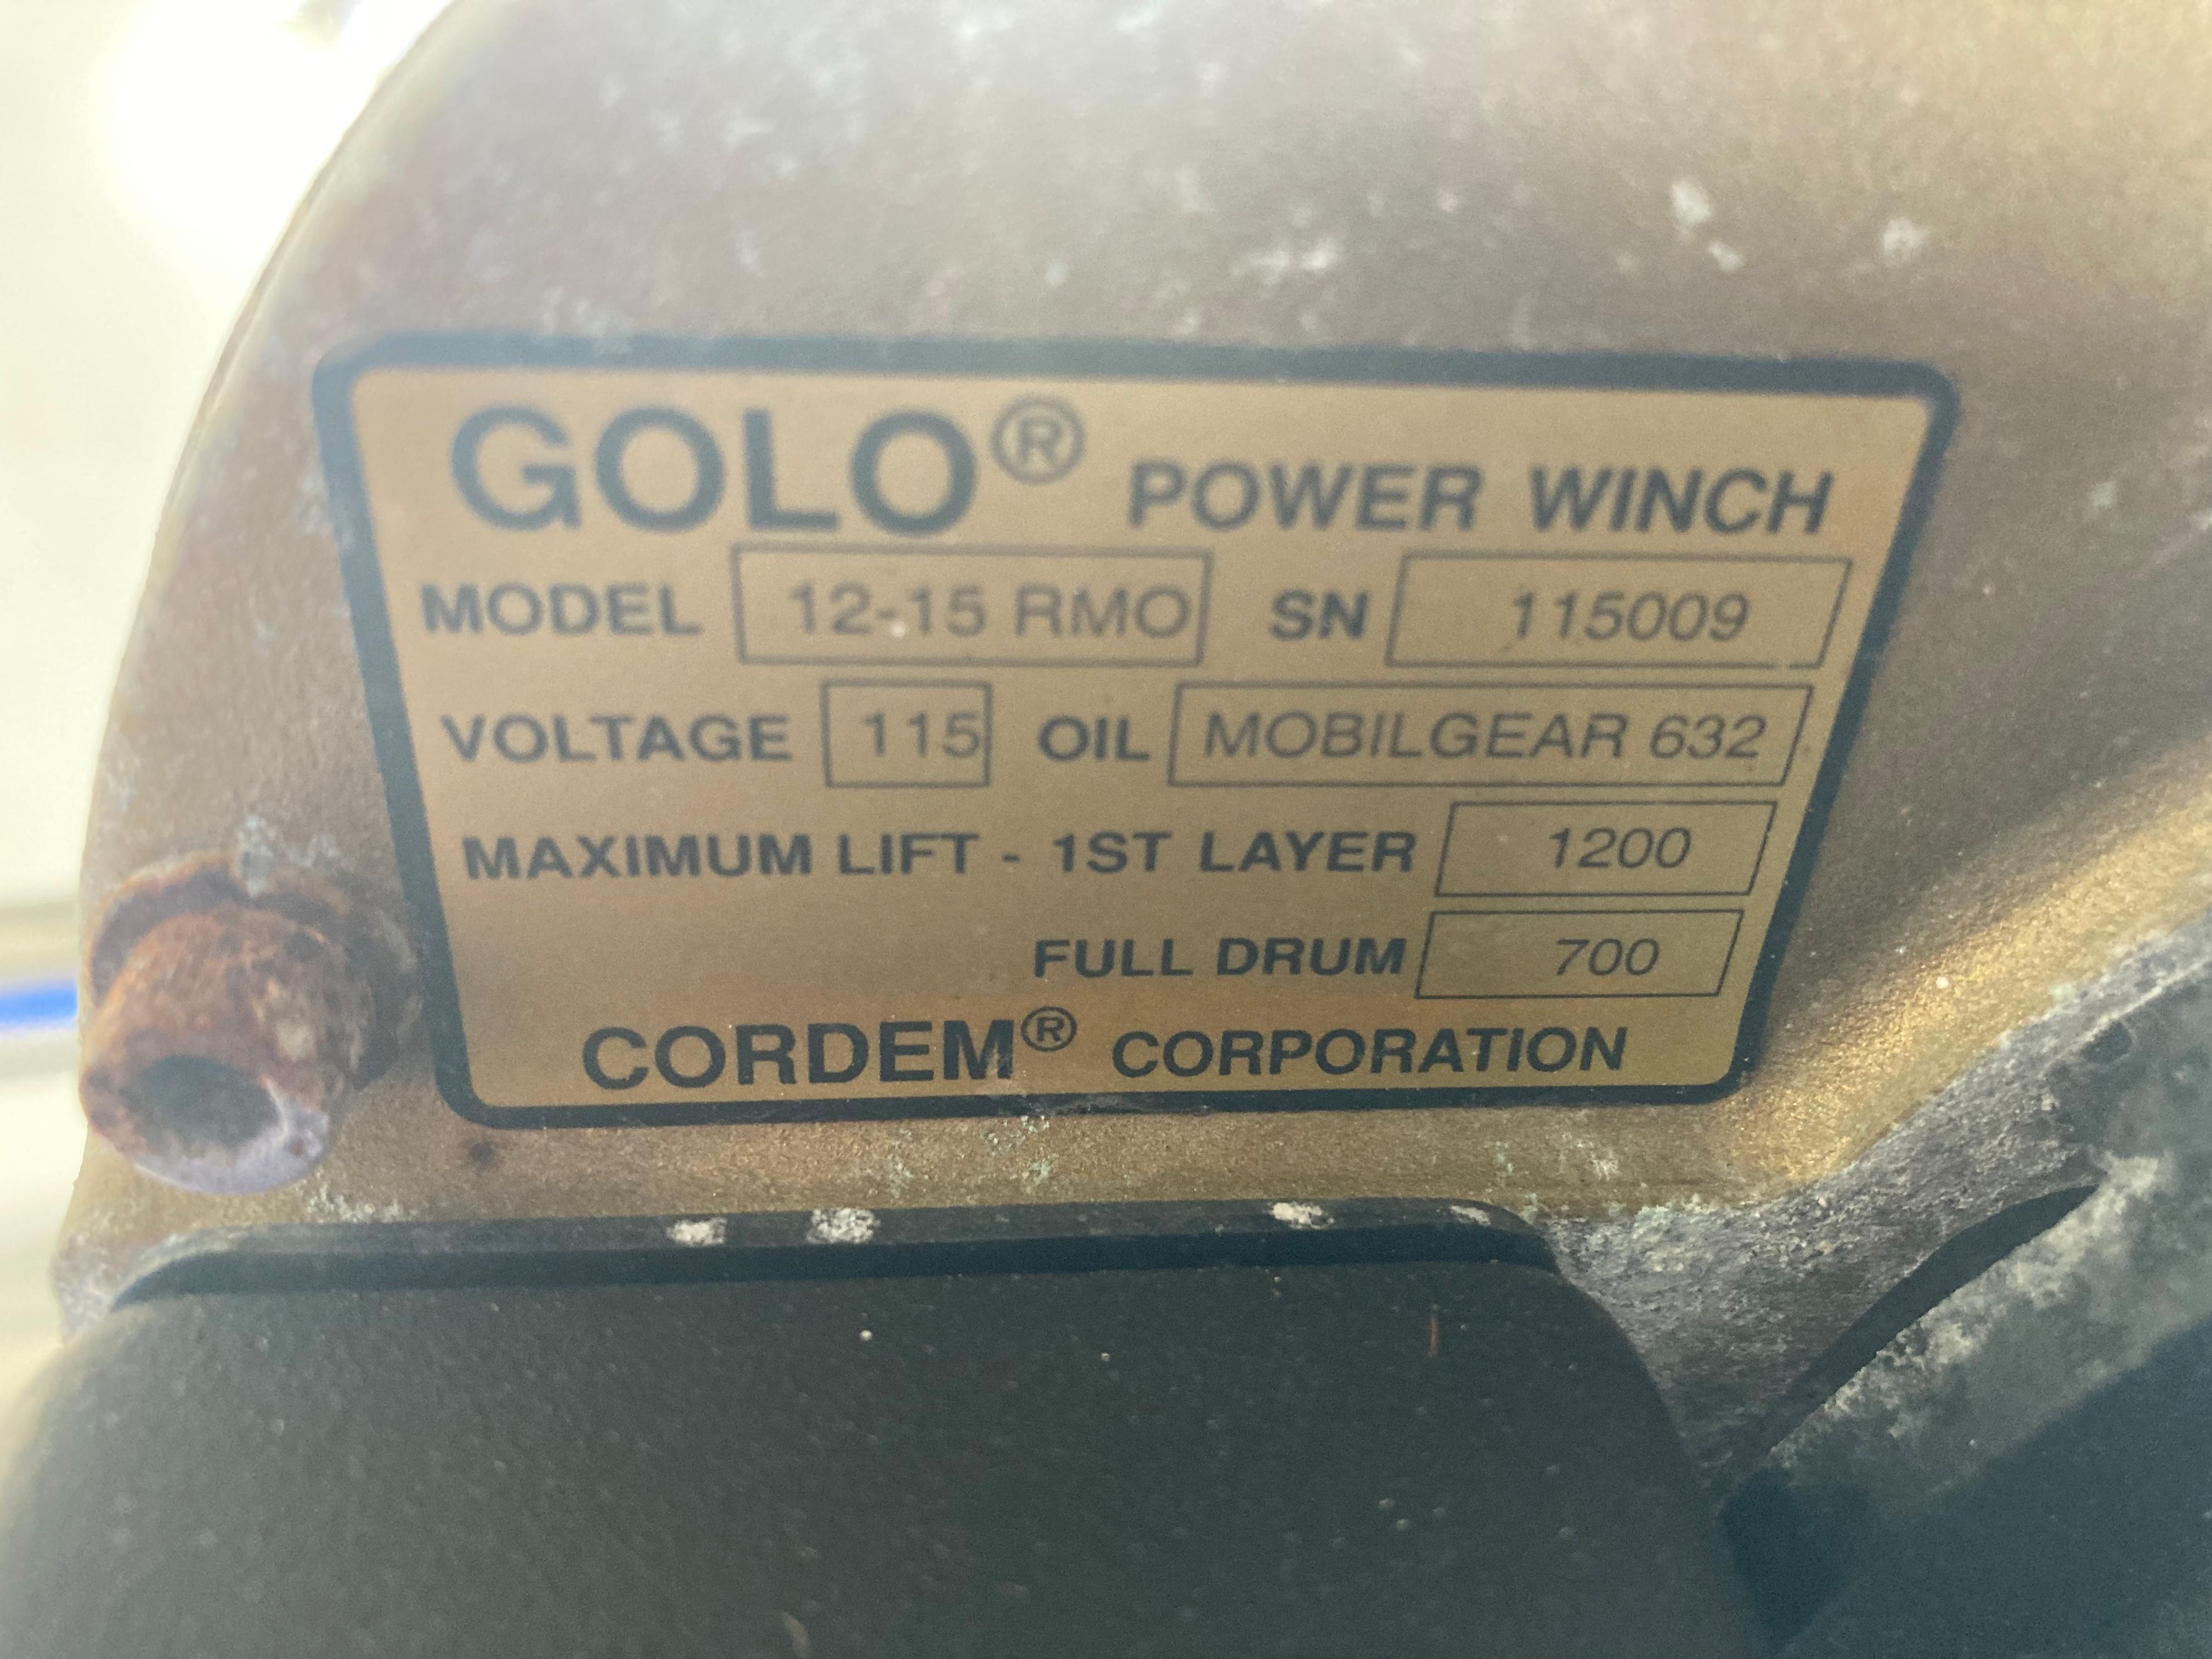 GOLO® POWER WINCH
MODEL 12-15 RMO SN 115009
VOLTAGE 115 OIL MOBILGEAR 632
MAXIMUM LIFT - 1ST LAYER 1200
FULL DRUM 700
CORDEM® CORPORATION